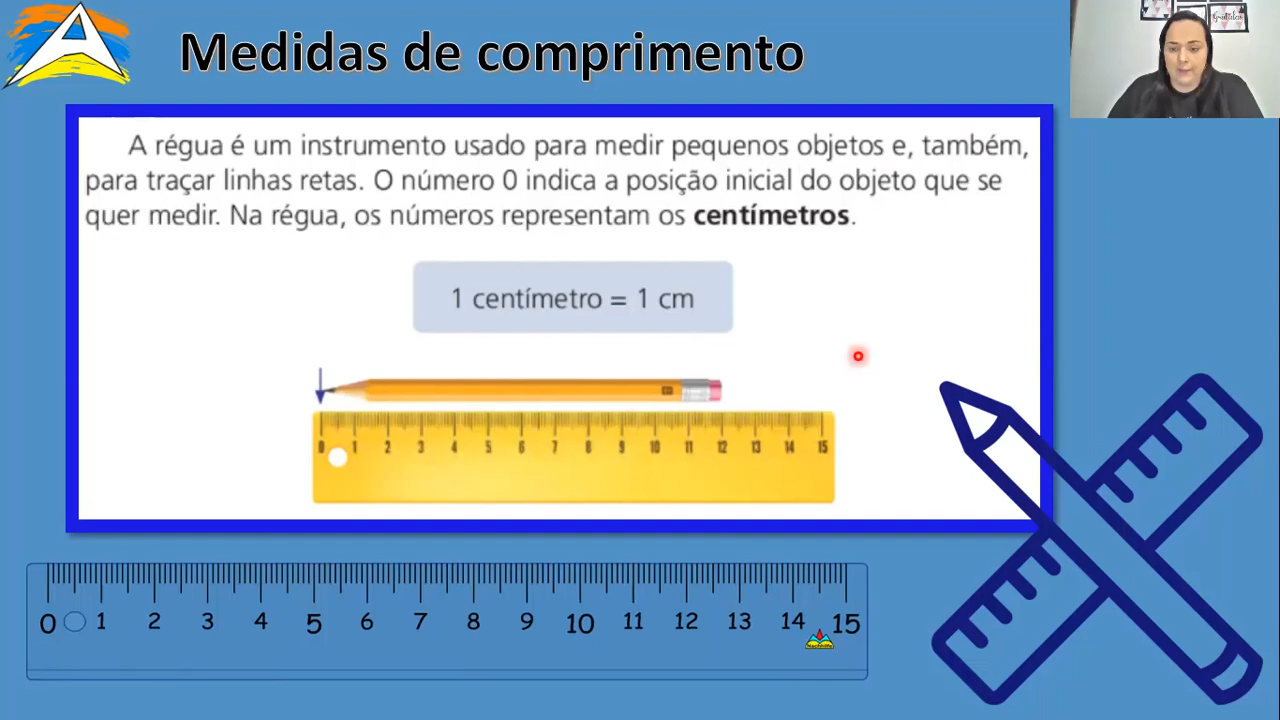 Medidas de comprimento
A régua é um instrumento usado para medir pequenos objetos e, também,
para traçar linhas retas. O número 0 indica a posição inicial do objeto que se
quer medir. Na régua, os números representam os centímetros.
1 centímetro = 1 cm
0 1 2 3 4 5 6 7 8 9 10 11 12 13 14 15
0 1 2 3 4 5 6 7 8 9 10 11 12 13 14 15